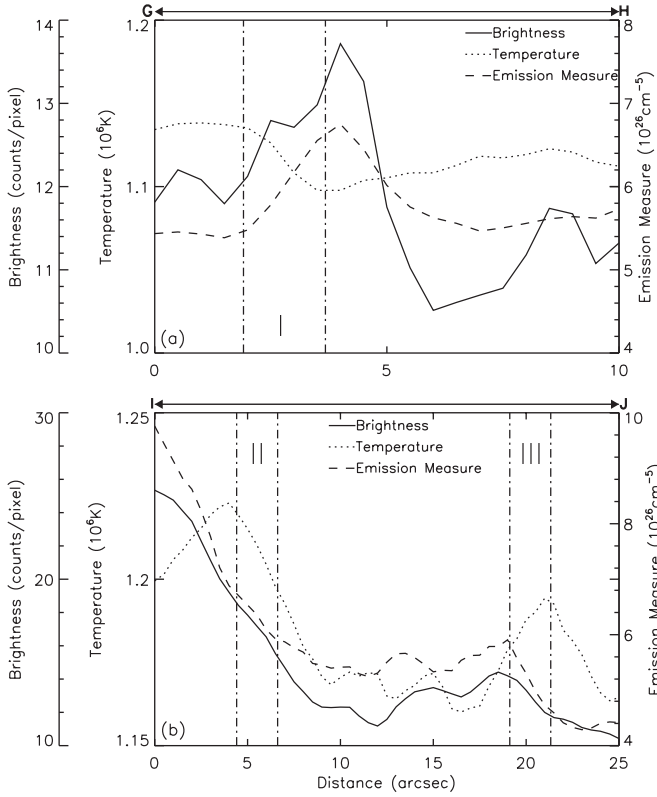 G H
14 1.2 8
Brightness
Temperature
Emission Measure
13 7
12 1.1 6
11 5
10 1.0 4
Brightness (counts/pixel)
Temperature (10⁶K)
Emission Measure (10²⁶cm⁻⁵)
(a) I
0 5 10
I J
30 1.25 10
Brightness
Temperature
Emission Measure
II III
8
20 1.2
6
10 1.15 4
Brightness (counts/pixel)
Temperature (10⁶K)
Emission Measure (10²⁶cm⁻⁵)
(b)
0 5 10 15 20 25
Distance (arcsec)